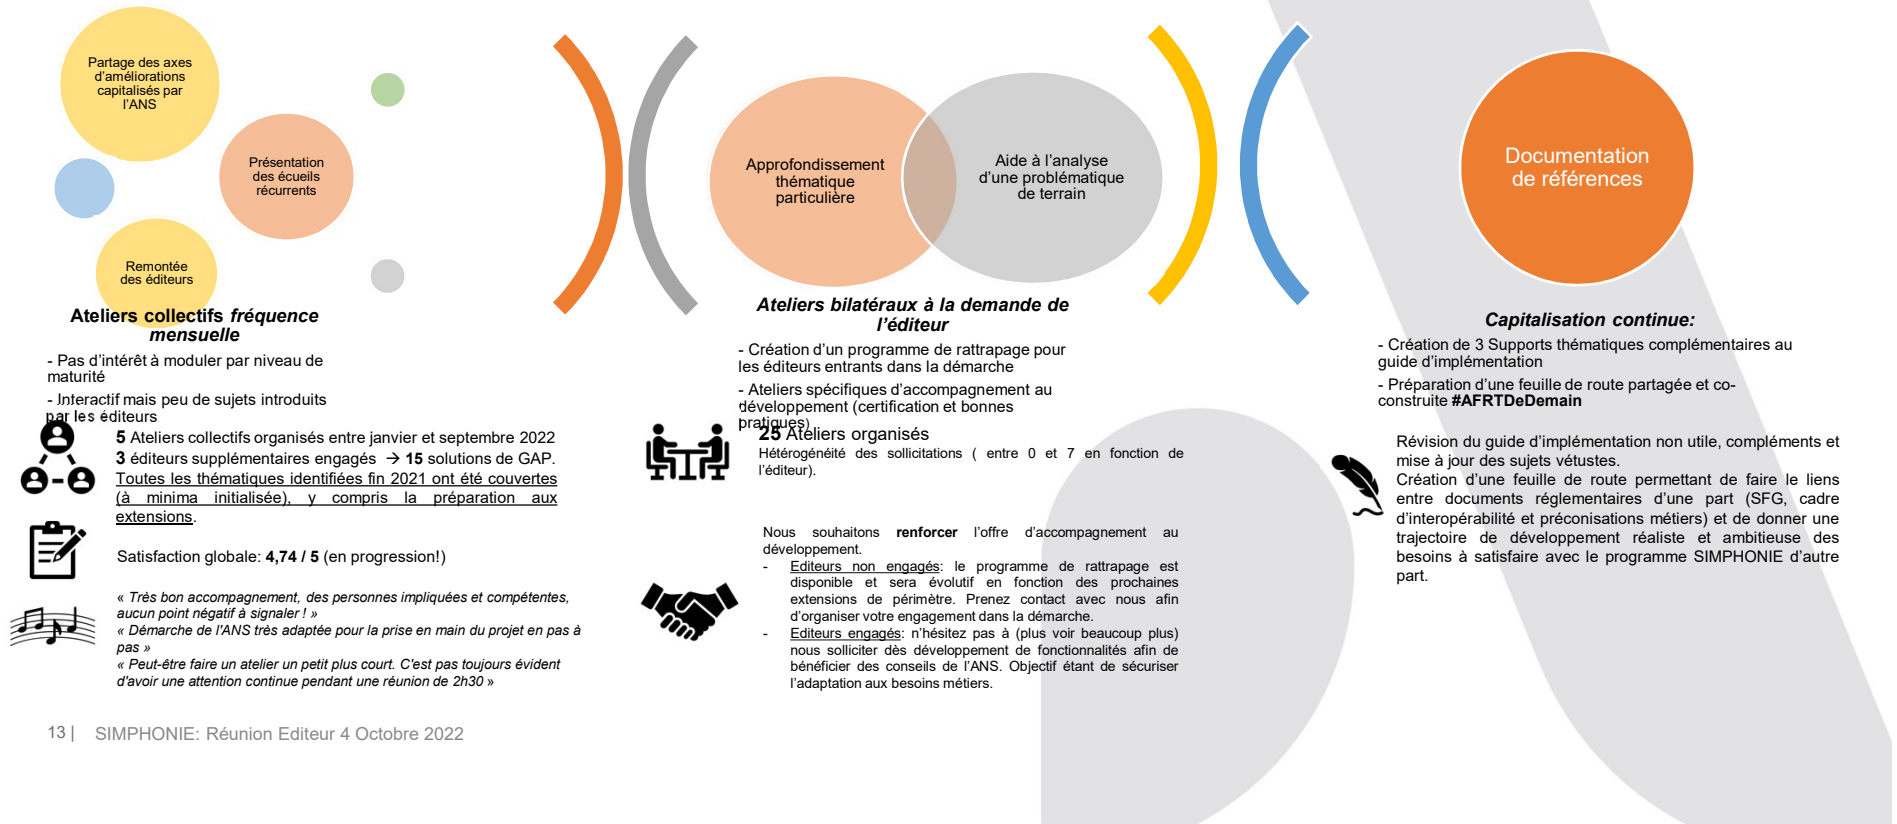 Partage des axes
d'améliorations
capitalisés par
l'ANS
Présentation
des écueils
récurrents
Remontée
des éditeurs
Ateliers collectifs fréquence
mensuelle
- Pas d'intérêt à moduler par niveau de
maturité
- Interactif mais peu de sujets introduits
par les éditeurs
5 Ateliers collectifs organisés entre janvier et septembre 2022
3 éditeurs supplémentaires engagés → 15 solutions de GAP.
Toutes les thématiques identifiées fin 2021 ont été couvertes
(à minima initialisée), y compris la préparation aux
extensions.
Satisfaction globale: 4,74 / 5 (en progression!)
« Très bon accompagnement, des personnes impliquées et compétentes,
aucun point négatif à signaler ! »
« Démarche de l'ANS très adaptée pour la prise en main du projet en pas à
pas »
« Peut-être faire un atelier un petit plus court. C'est pas toujours évident
d'avoir une attention continue pendant une réunion de 2h30 »
Approfondissement
thématique
particulière
Aide à l'analyse
d'une problématique
de terrain
Ateliers bilatéraux à la demande de
l'éditeur
- Création d'un programme de rattrapage pour
les éditeurs entrants dans la démarche
- Ateliers spécifiques d'accompagnement au
développement (certification et bonnes
pratiques)
25 Ateliers organisés
Hétérogénéité des sollicitations ( entre 0 et 7 en fonction de
l'éditeur).
Nous souhaitons renforcer l'offre d'accompagnement au
développement.
- Editeurs non engagés: le programme de rattrapage est
disponible et sera évolutif en fonction des prochaines
extensions de périmètre. Prenez contact avec nous afin
d'organiser votre engagement dans la démarche.
- Editeurs engagés: n'hésitez pas à (plus voir beaucoup plus)
nous solliciter dès développement de fonctionnalités afin de
bénéficier des conseils de l'ANS. Objectif étant de sécuriser
l'adaptation aux besoins métiers.
Documentation
de références
Capitalisation continue:
- Création de 3 Supports thématiques complémentaires au
guide d'implémentation
- Préparation d'une feuille de route partagée et co-
construite #AFRTDeDemain
Révision du guide d'implémentation non utile, compléments et
mise à jour des sujets vétustes.
Création d'une feuille de route permettant de faire le liens
entre documents réglementaires d'une part (SFG, cadre
d'interopérabilité et préconisations métiers) et de donner une
trajectoire de développement réaliste et ambitieuse des
besoins à satisfaire avec le programme SIMPHONIE d'autre
part.
13 | SIMPHONIE: Réunion Editeur 4 Octobre 2022